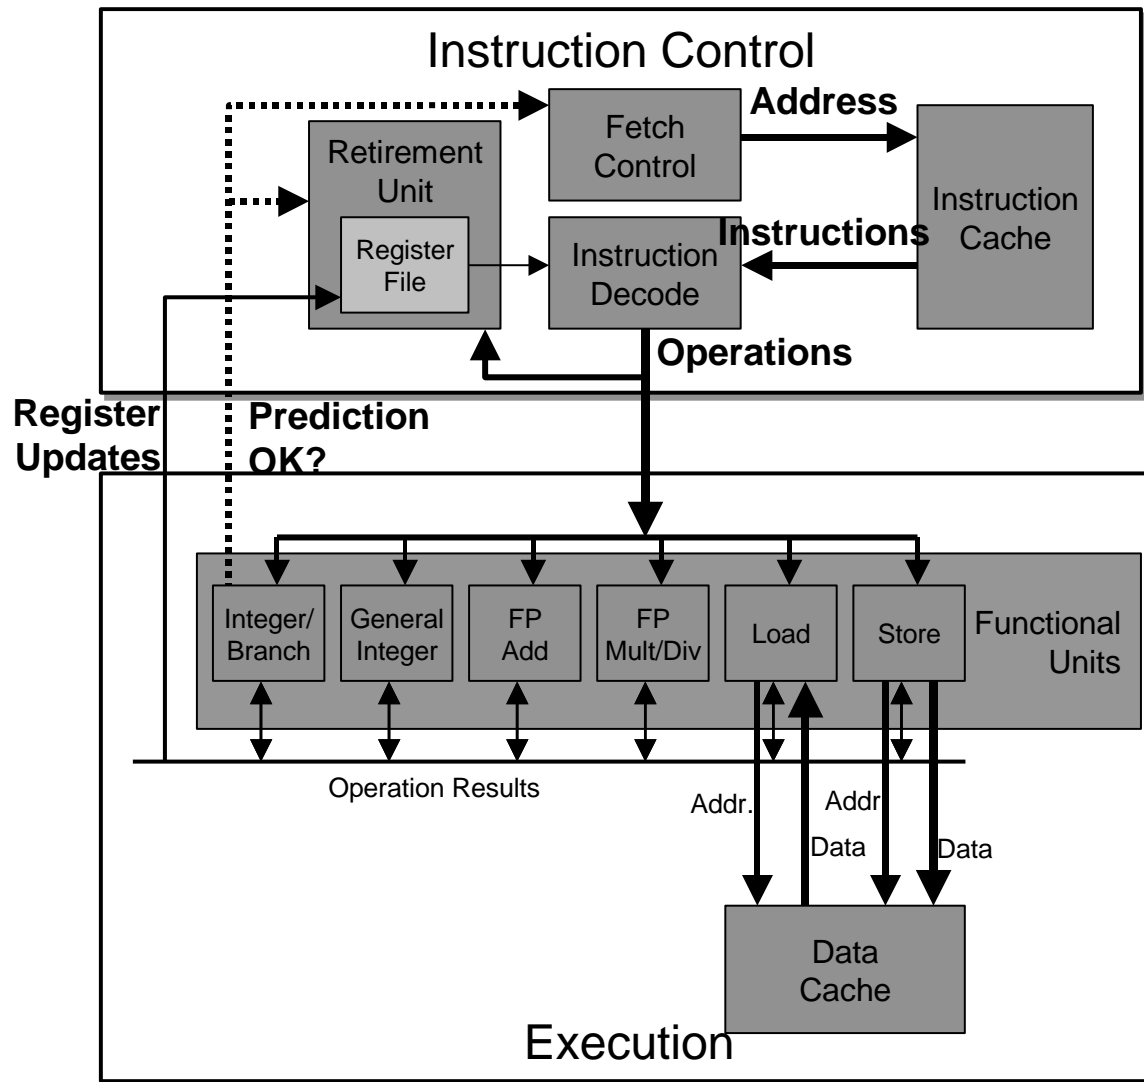 Instruction Control
Address
Fetch
Control
Retirement
Unit
Instruction
Cache
Instructions
Register
File
Instruction
Decode
Operations
Register
Updates
Prediction
OK?
Integer/
Branch
General
Integer
FP
Add
FP
Mult/Div
Load
Store
Functional
Units
Operation Results
Addr.
Addr
Data
Data
Data
Cache
Execution